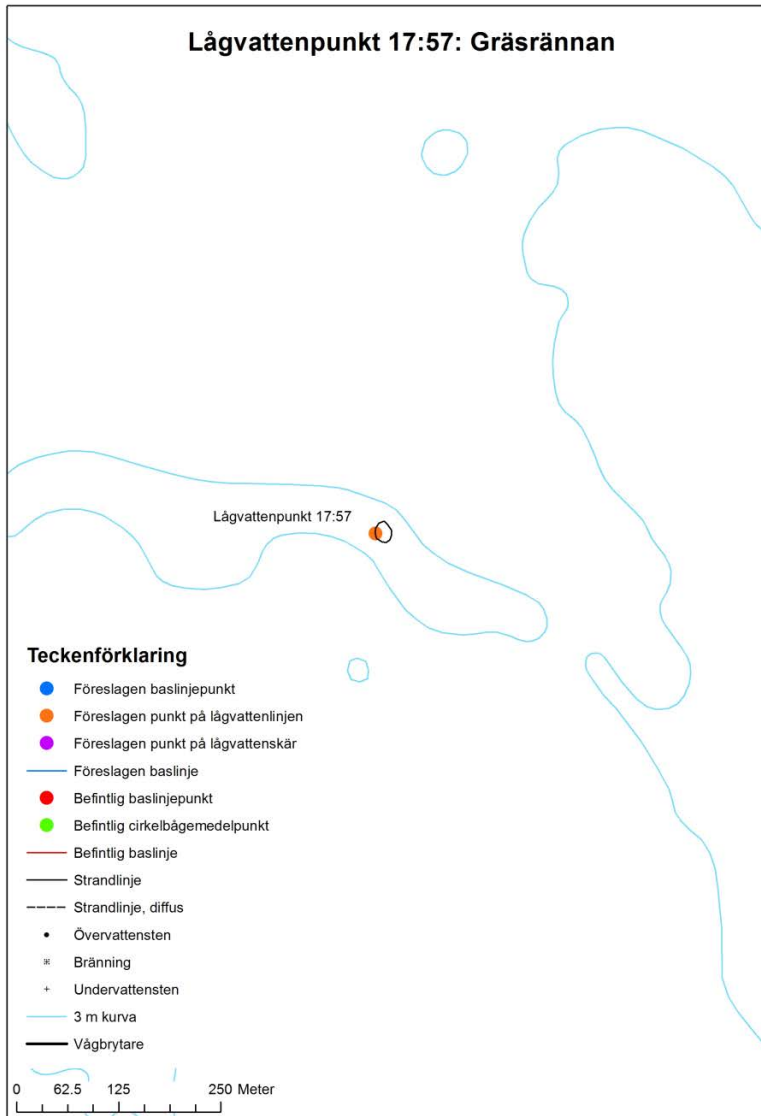 Lågvattenpunkt 17:57: Gräsrännan
Lågvattenpunkt 17:57
Teckenförklaring
Föreslagen baslinjepunkt
Föreslagen punkt på lågvattenlinjen
Föreslagen punkt på lågvattenskär
Föreslagen baslinje
Befintlig baslinjepunkt
Befintlig cirkelbågemedelpunkt
Befintlig baslinje
Strandlinje
Strandlinje, diffus
Övervattensten
Bränning
Undervattensten
3 m kurva
Vågbrytare
0 62.5 125 250 Meter